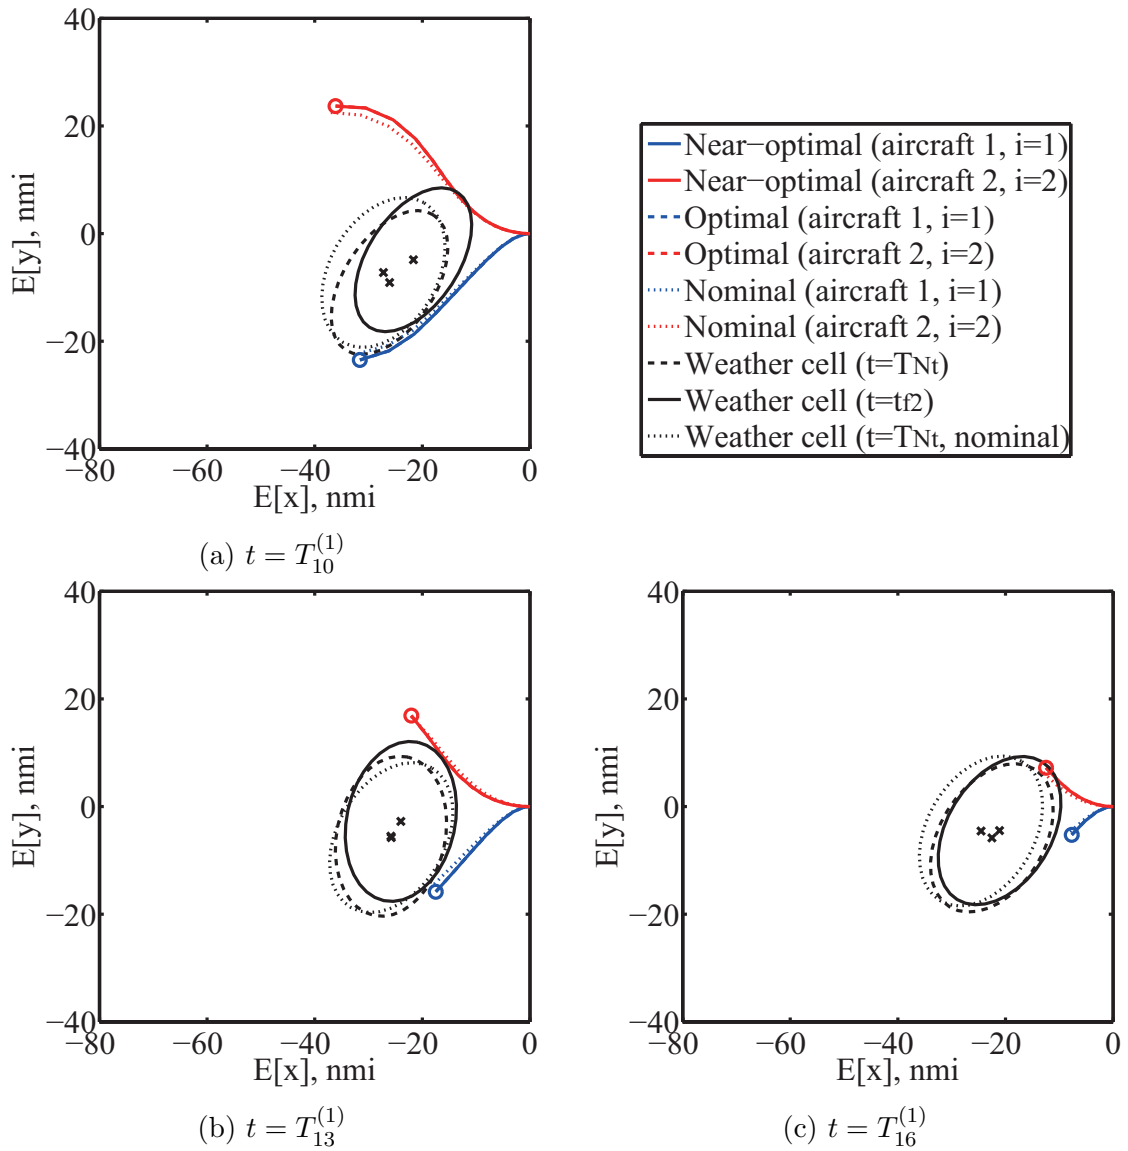 40
20
0
−20
−40
−80
−60
−40
−20
0
E[y], nmi
E[x], nmi
(a) t = T₁₀⁽¹⁾
Near−optimal (aircraft 1, i=1)
Near−optimal (aircraft 2, i=2)
Optimal (aircraft 1, i=1)
Optimal (aircraft 2, i=2)
Nominal (aircraft 1, i=1)
Nominal (aircraft 2, i=2)
Weather cell (t=TNt)
Weather cell (t=tf2)
Weather cell (t=TNt, nominal)
40
20
0
−20
−40
−80
−60
−40
−20
0
E[y], nmi
E[x], nmi
(b) t = T₁₃⁽¹⁾
40
20
0
−20
−40
−80
−60
−40
−20
0
E[y], nmi
E[x], nmi
(c) t = T₁₆⁽¹⁾